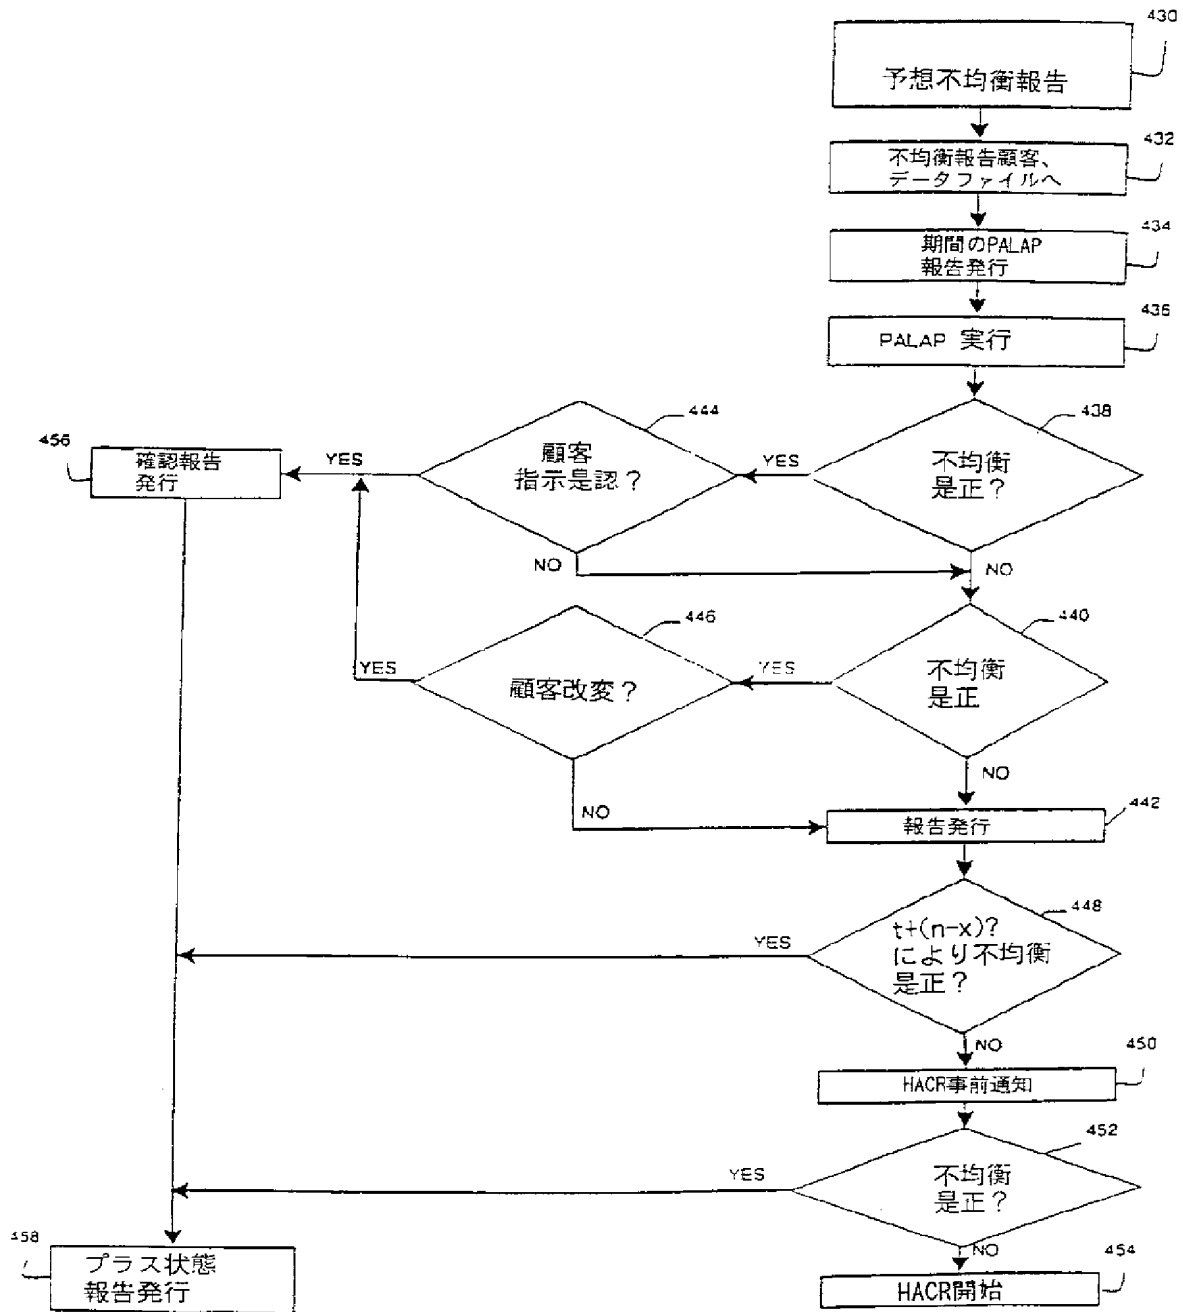 430
予想不均衡報告
432
不均衡報告顧客、
データファイルへ
434
期間のPALAP
報告発行
436
PALAP 実行
438
不均衡
是正？
YES
NO
444
顧客
指示是認？
YES
NO
456
確認報告
発行
440
不均衡
是正
YES
NO
446
顧客改変？
YES
NO
442
報告発行
448
t+(n-x)?
により不均衡
是正？
YES
NO
450
HACR事前通知
452
不均衡
是正？
YES
NO
454
HACR開始
458
プラス状態
報告発行